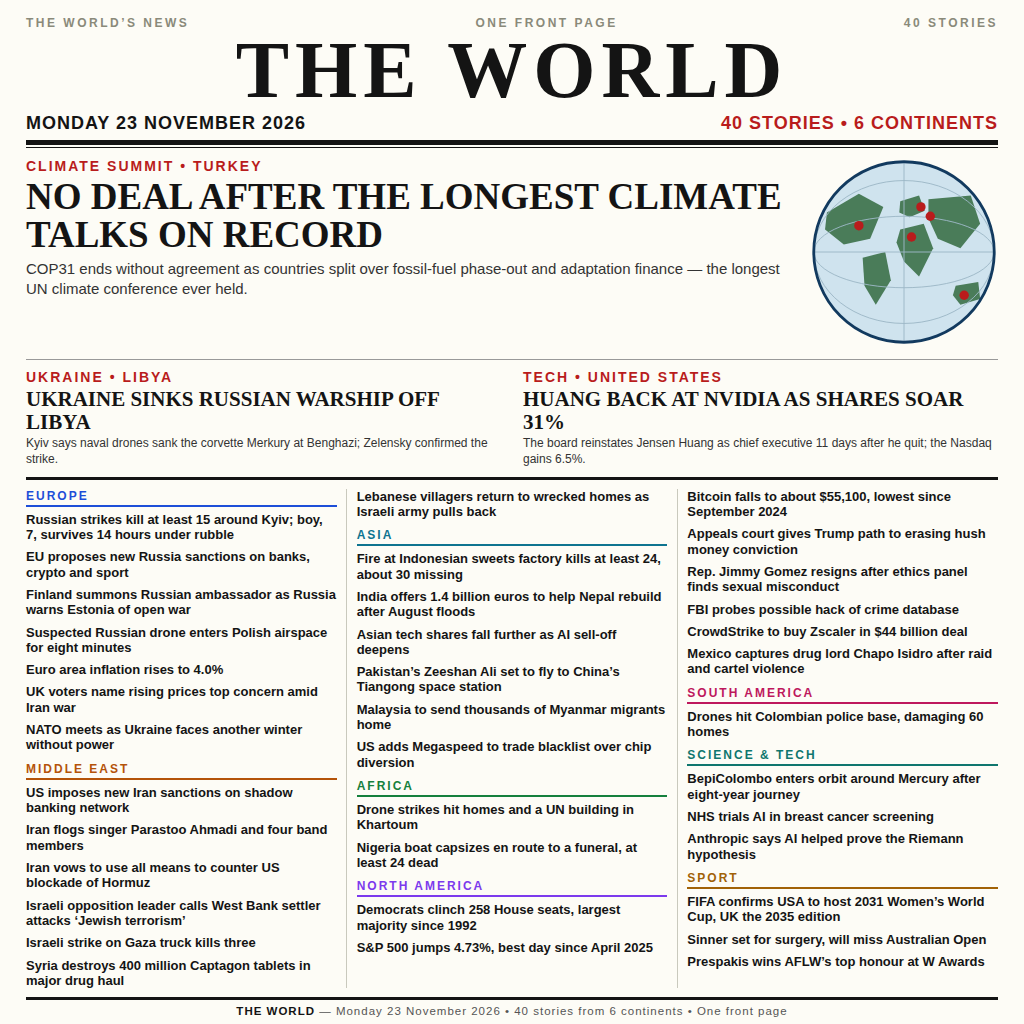 THE WORLD’S NEWS
ONE FRONT PAGE
40 STORIES
THE WORLD
MONDAY 23 NOVEMBER 2026
40 STORIES • 6 CONTINENTS
CLIMATE SUMMIT • TURKEY
NO DEAL AFTER THE LONGEST CLIMATE
TALKS ON RECORD
COP31 ends without agreement as countries split over fossil-fuel phase-out and adaptation finance — the longest
UN climate conference ever held.
UKRAINE • LIBYA
UKRAINE SINKS RUSSIAN WARSHIP OFF
LIBYA
Kyiv says naval drones sank the corvette Merkury at Benghazi; Zelensky confirmed the
strike.
TECH • UNITED STATES
HUANG BACK AT NVIDIA AS SHARES SOAR
31%
The board reinstates Jensen Huang as chief executive 11 days after he quit; the Nasdaq
gains 6.5%.
EUROPE
Russian strikes kill at least 15 around Kyiv; boy,
7, survives 14 hours under rubble
EU proposes new Russia sanctions on banks,
crypto and sport
Finland summons Russian ambassador as Russia
warns Estonia of open war
Suspected Russian drone enters Polish airspace
for eight minutes
Euro area inflation rises to 4.0%
UK voters name rising prices top concern amid
Iran war
NATO meets as Ukraine faces another winter
without power
MIDDLE EAST
US imposes new Iran sanctions on shadow
banking network
Iran flogs singer Parastoo Ahmadi and four band
members
Iran vows to use all means to counter US
blockade of Hormuz
Israeli opposition leader calls West Bank settler
attacks ‘Jewish terrorism’
Israeli strike on Gaza truck kills three
Syria destroys 400 million Captagon tablets in
major drug haul
Lebanese villagers return to wrecked homes as
Israeli army pulls back
ASIA
Fire at Indonesian sweets factory kills at least 24,
about 30 missing
India offers 1.4 billion euros to help Nepal rebuild
after August floods
Asian tech shares fall further as AI sell-off
deepens
Pakistan’s Zeeshan Ali set to fly to China’s
Tiangong space station
Malaysia to send thousands of Myanmar migrants
home
US adds Megaspeed to trade blacklist over chip
diversion
AFRICA
Drone strikes hit homes and a UN building in
Khartoum
Nigeria boat capsizes en route to a funeral, at
least 24 dead
NORTH AMERICA
Democrats clinch 258 House seats, largest
majority since 1992
S&P 500 jumps 4.73%, best day since April 2025
Bitcoin falls to about $55,100, lowest since
September 2024
Appeals court gives Trump path to erasing hush
money conviction
Rep. Jimmy Gomez resigns after ethics panel
finds sexual misconduct
FBI probes possible hack of crime database
CrowdStrike to buy Zscaler in $44 billion deal
Mexico captures drug lord Chapo Isidro after raid
and cartel violence
SOUTH AMERICA
Drones hit Colombian police base, damaging 60
homes
SCIENCE & TECH
BepiColombo enters orbit around Mercury after
eight-year journey
NHS trials AI in breast cancer screening
Anthropic says AI helped prove the Riemann
hypothesis
SPORT
FIFA confirms USA to host 2031 Women’s World
Cup, UK the 2035 edition
Sinner set for surgery, will miss Australian Open
Prespakis wins AFLW’s top honour at W Awards
THE WORLD — Monday 23 November 2026 • 40 stories from 6 continents • One front page